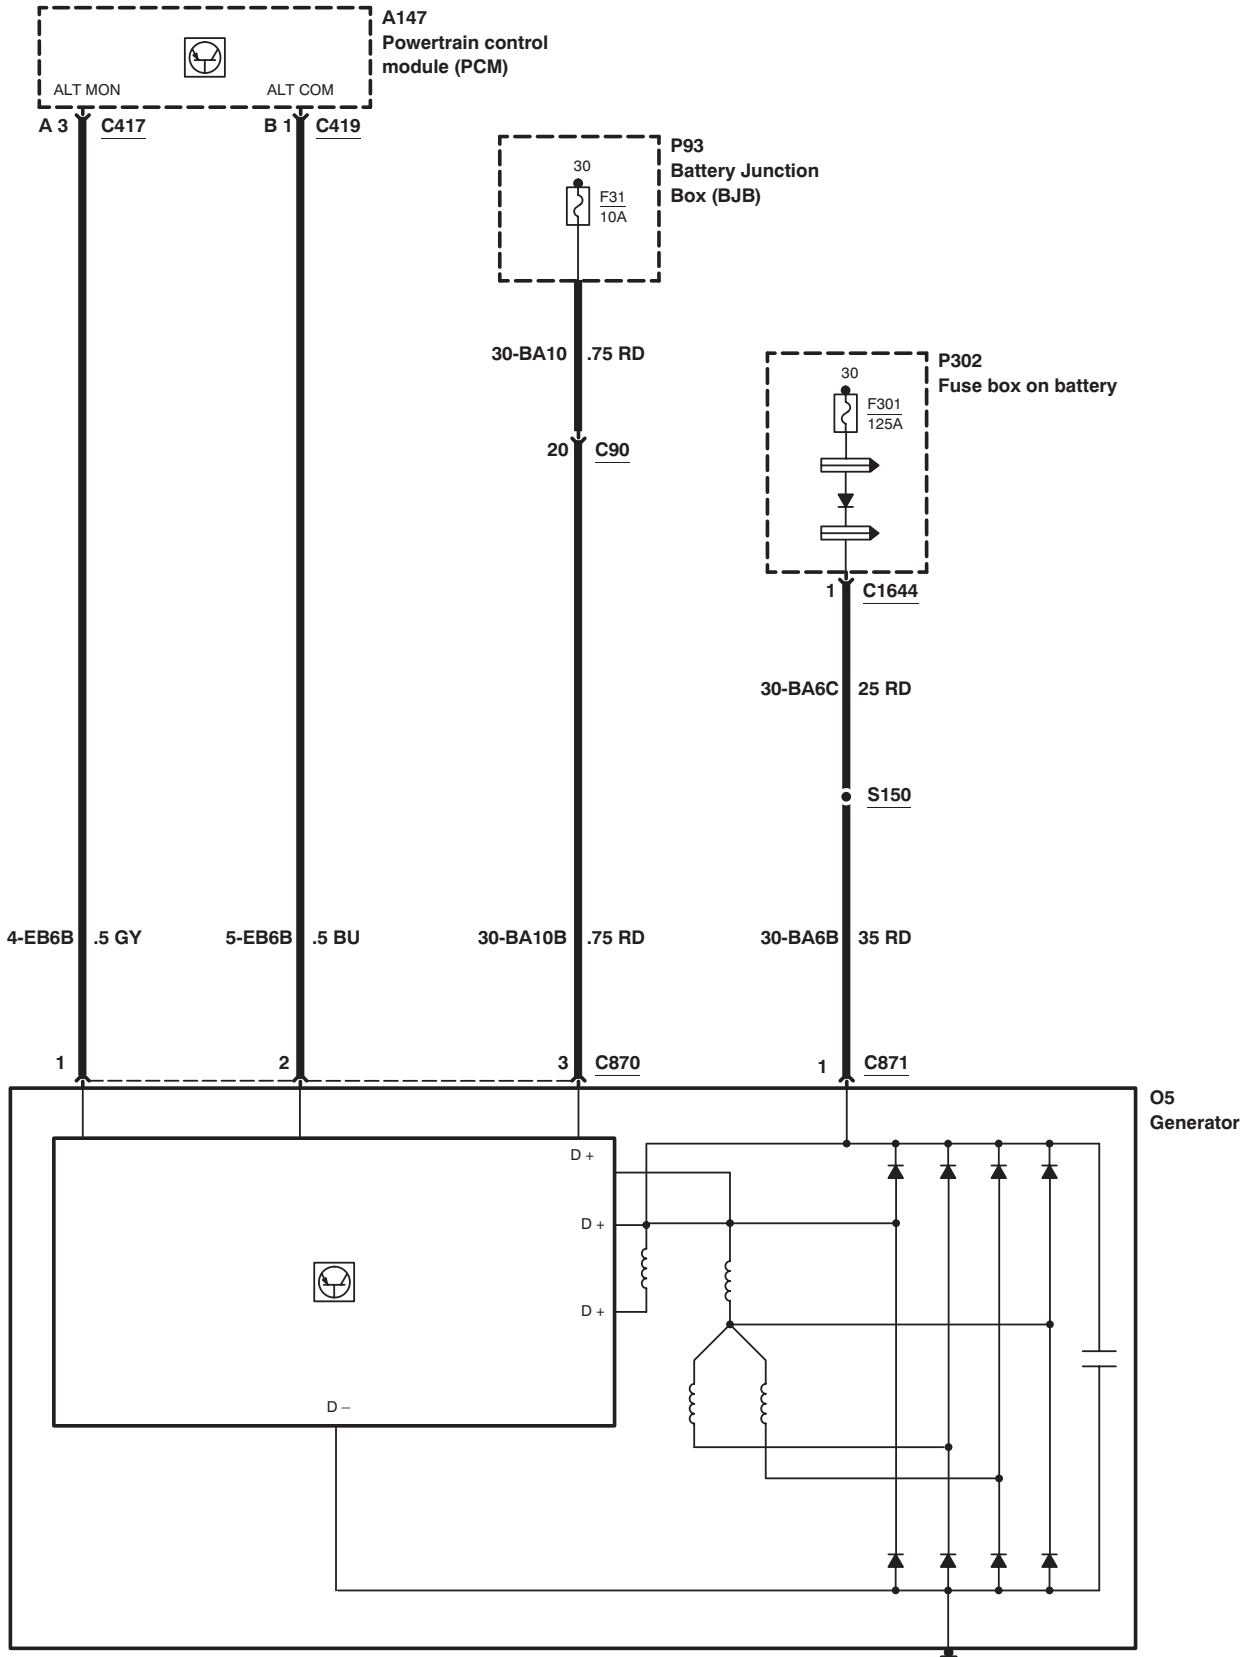 A147
Powertrain control
module (PCM)
ALT MON
ALT COM
A 3
C417
B 1
C419
P93
Battery Junction
Box (BJB)
30
F31
10A
30-BA10
.75 RD
20
C90
P302
Fuse box on battery
30
F301
125A
1
C1644
30-BA6C
25 RD
S150
4-EB6B
.5 GY
5-EB6B
.5 BU
30-BA10B
.75 RD
30-BA6B
35 RD
1
2
3
C870
1
C871
O5
Generator
D +
D +
D +
D –